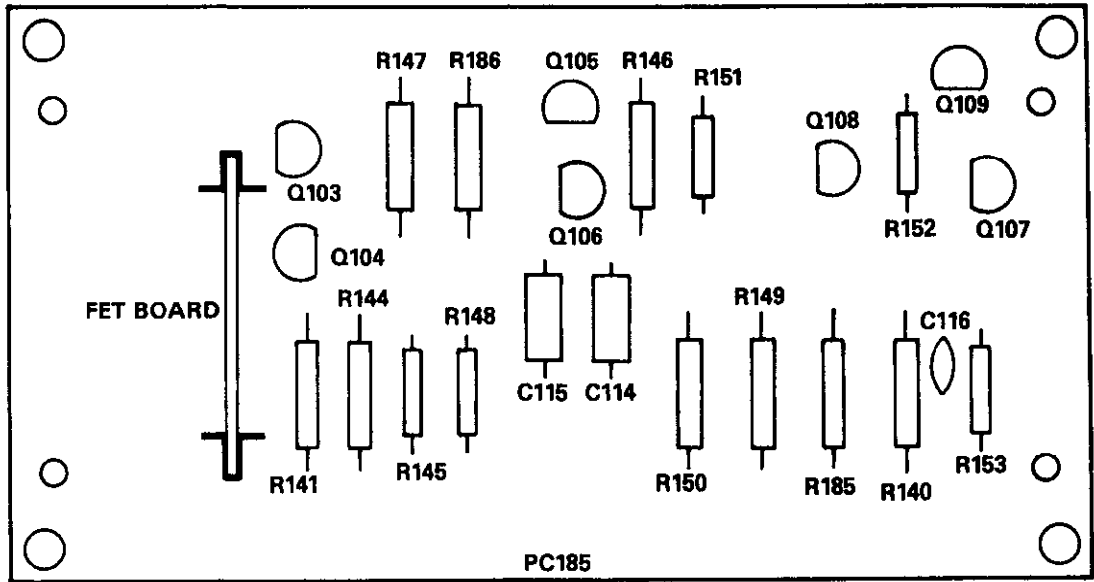 R147
R186
Q105
R146
R151
Q109
Q108
Q103
Q106
R152
Q107
Q104
FET BOARD
R144
R148
R149
C116
C115
C114
R141
R145
R150
R185
R140
R153
PC185